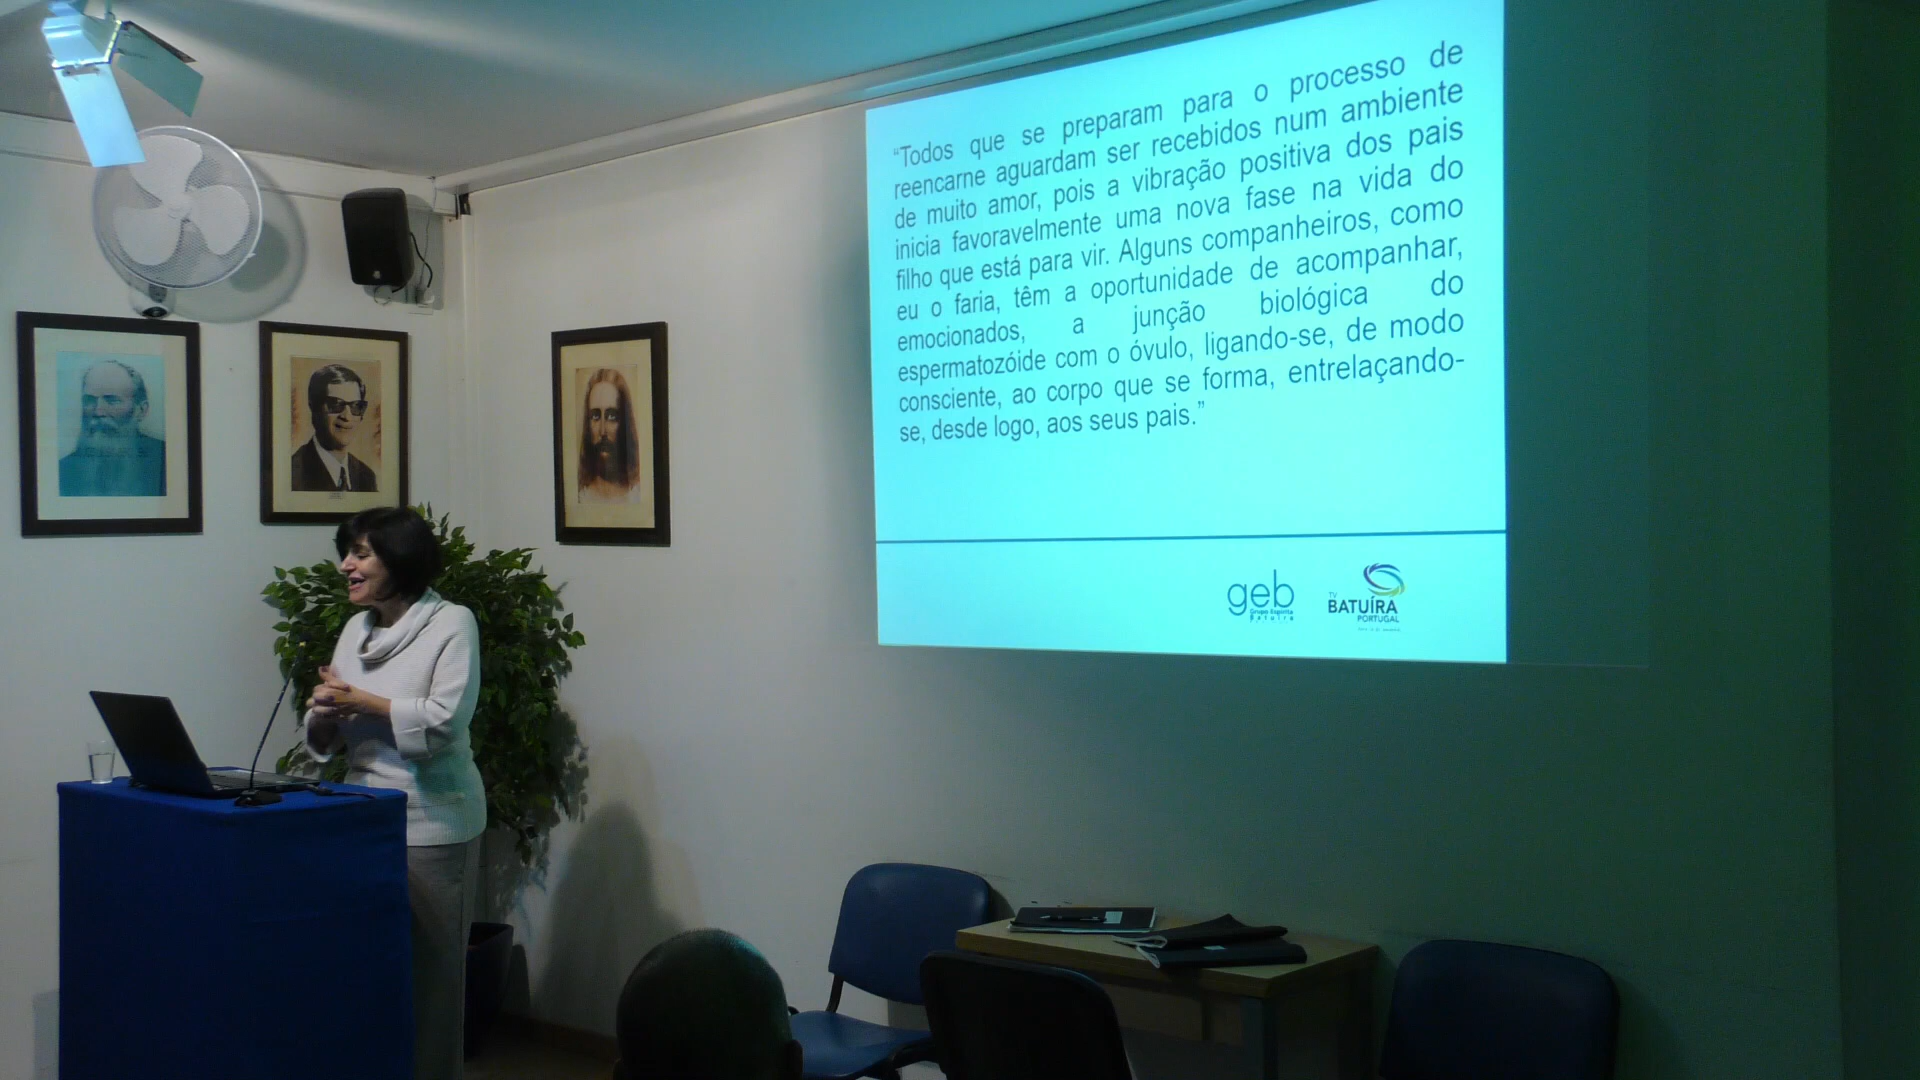 “Todos que se preparam para o processo de
reencarne aguardam ser recebidos num ambiente
de muito amor, pois a vibração positiva dos pais
inicia favoravelmente uma nova fase na vida do
filho que está para vir. Alguns companheiros, como
eu o faria, têm a oportunidade de acompanhar,
emocionados, a junção biológica do
espermatozóide com o óvulo, ligando-se, de modo
consciente, ao corpo que se forma, entrelaçando-
se, desde logo, aos seus pais.”
geb
Grupo Espírita
Batuíra
TV
BATUÍRA
PORTUGAL